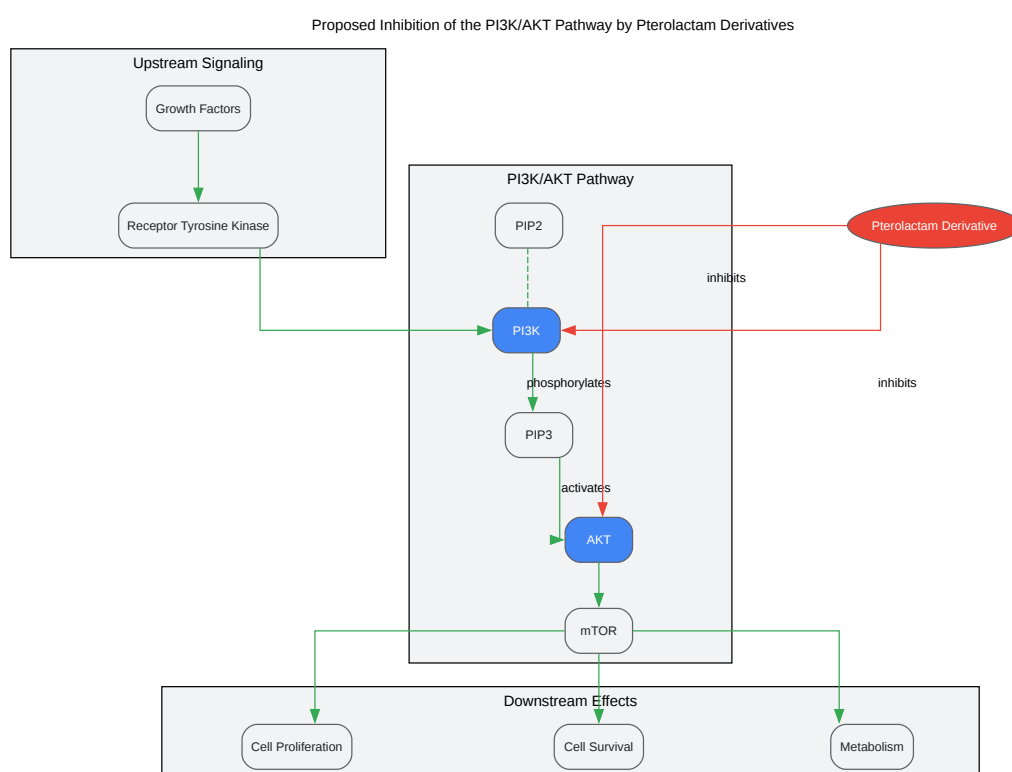 Proposed Inhibition of the PI3K/AKT Pathway by Pterolactam Derivatives
Upstream Signaling
Growth Factors
Receptor Tyrosine Kinase
PI3K/AKT Pathway
PIP2
Pterolactam Derivative
inhibits
PI3K
phosphorylates
inhibits
PIP3
activates
AKT
mTOR
Downstream Effects
Cell Proliferation
Cell Survival
Metabolism